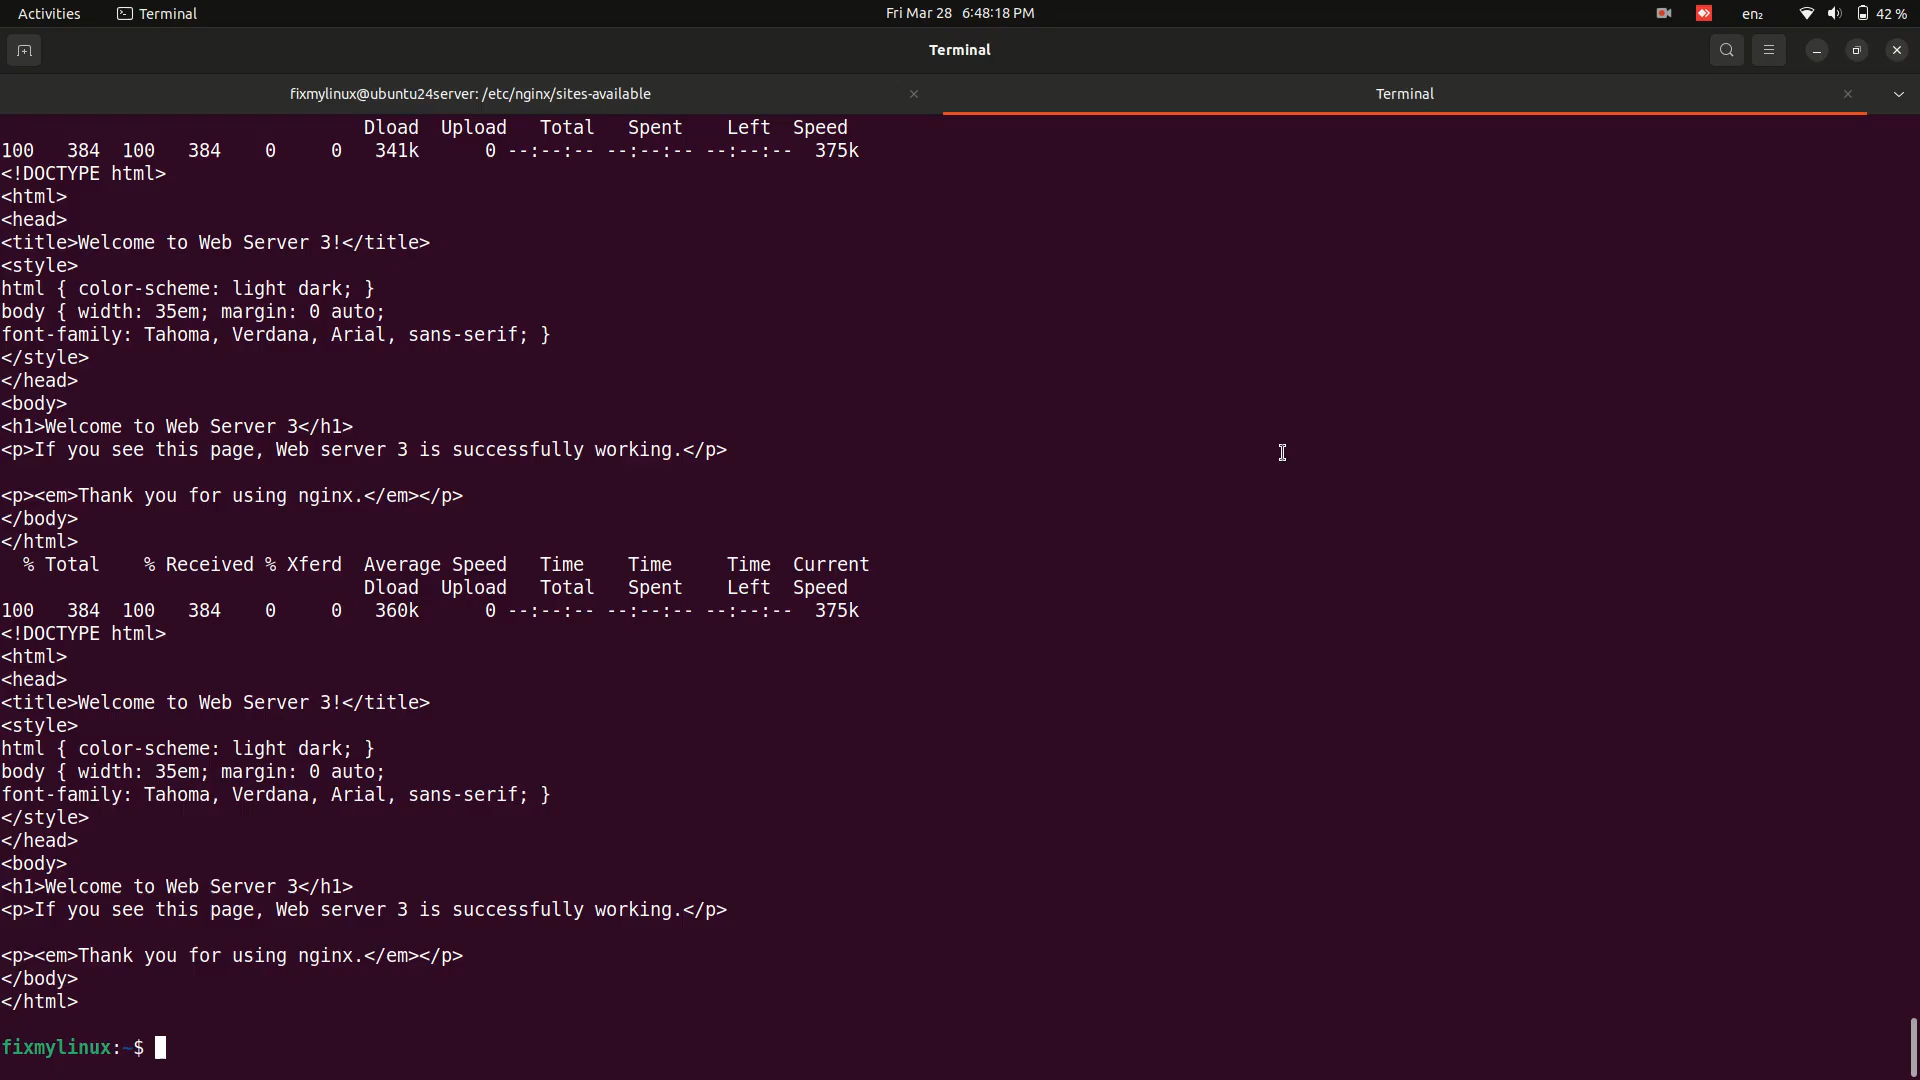 Activities Terminal Fri Mar 28 6:48:18 PM en₂ 42 %
Terminal
fixmylinux@ubuntu24server: /etc/nginx/sites-available Terminal
Dload Upload Total Spent Left Speed
100 384 100 384 0 0 341k 0 --:--:-- --:--:-- --:--:-- 375k
<!DOCTYPE html>
<html>
<head>
<title>Welcome to Web Server 3!</title>
<style>
html { color-scheme: light dark; }
body { width: 35em; margin: 0 auto;
font-family: Tahoma, Verdana, Arial, sans-serif; }
</style>
</head>
<body>
<h1>Welcome to Web Server 3</h1>
<p>If you see this page, Web server 3 is successfully working.</p>
<p><em>Thank you for using nginx.</em></p>
</body>
</html>
% Total % Received % Xferd Average Speed Time Time Time Current
Dload Upload Total Spent Left Speed
100 384 100 384 0 0 360k 0 --:--:-- --:--:-- --:--:-- 375k
<!DOCTYPE html>
<html>
<head>
<title>Welcome to Web Server 3!</title>
<style>
html { color-scheme: light dark; }
body { width: 35em; margin: 0 auto;
font-family: Tahoma, Verdana, Arial, sans-serif; }
</style>
</head>
<body>
<h1>Welcome to Web Server 3</h1>
<p>If you see this page, Web server 3 is successfully working.</p>
<p><em>Thank you for using nginx.</em></p>
</body>
</html>
fixmylinux:~$